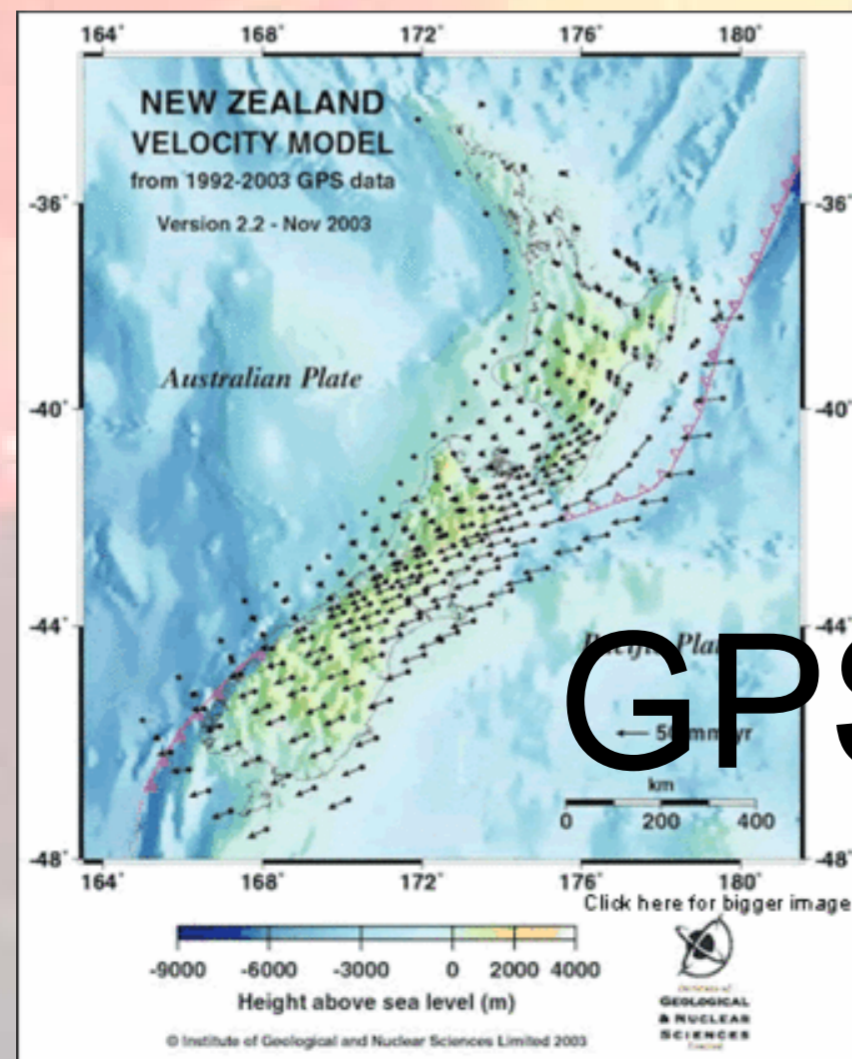 164° 168° 172° 176° 180°
NEW ZEALAND
VELOCITY MODEL
from 1992-2003 GPS data
-36° -36°
Version 2.2 - Nov 2003
Australian Plate
-40° -40°
-44° -44°
GPS
km
0 200 400
-48° -48°
164° 168° 172° 176° 180°
Click here for bigger image
-9000 -6000 -3000 0 2000 4000
Height above sea level (m)
GEOLOGICAL
& NUCLEAR
SCIENCES
© Institute of Geological and Nuclear Sciences Limited 2003